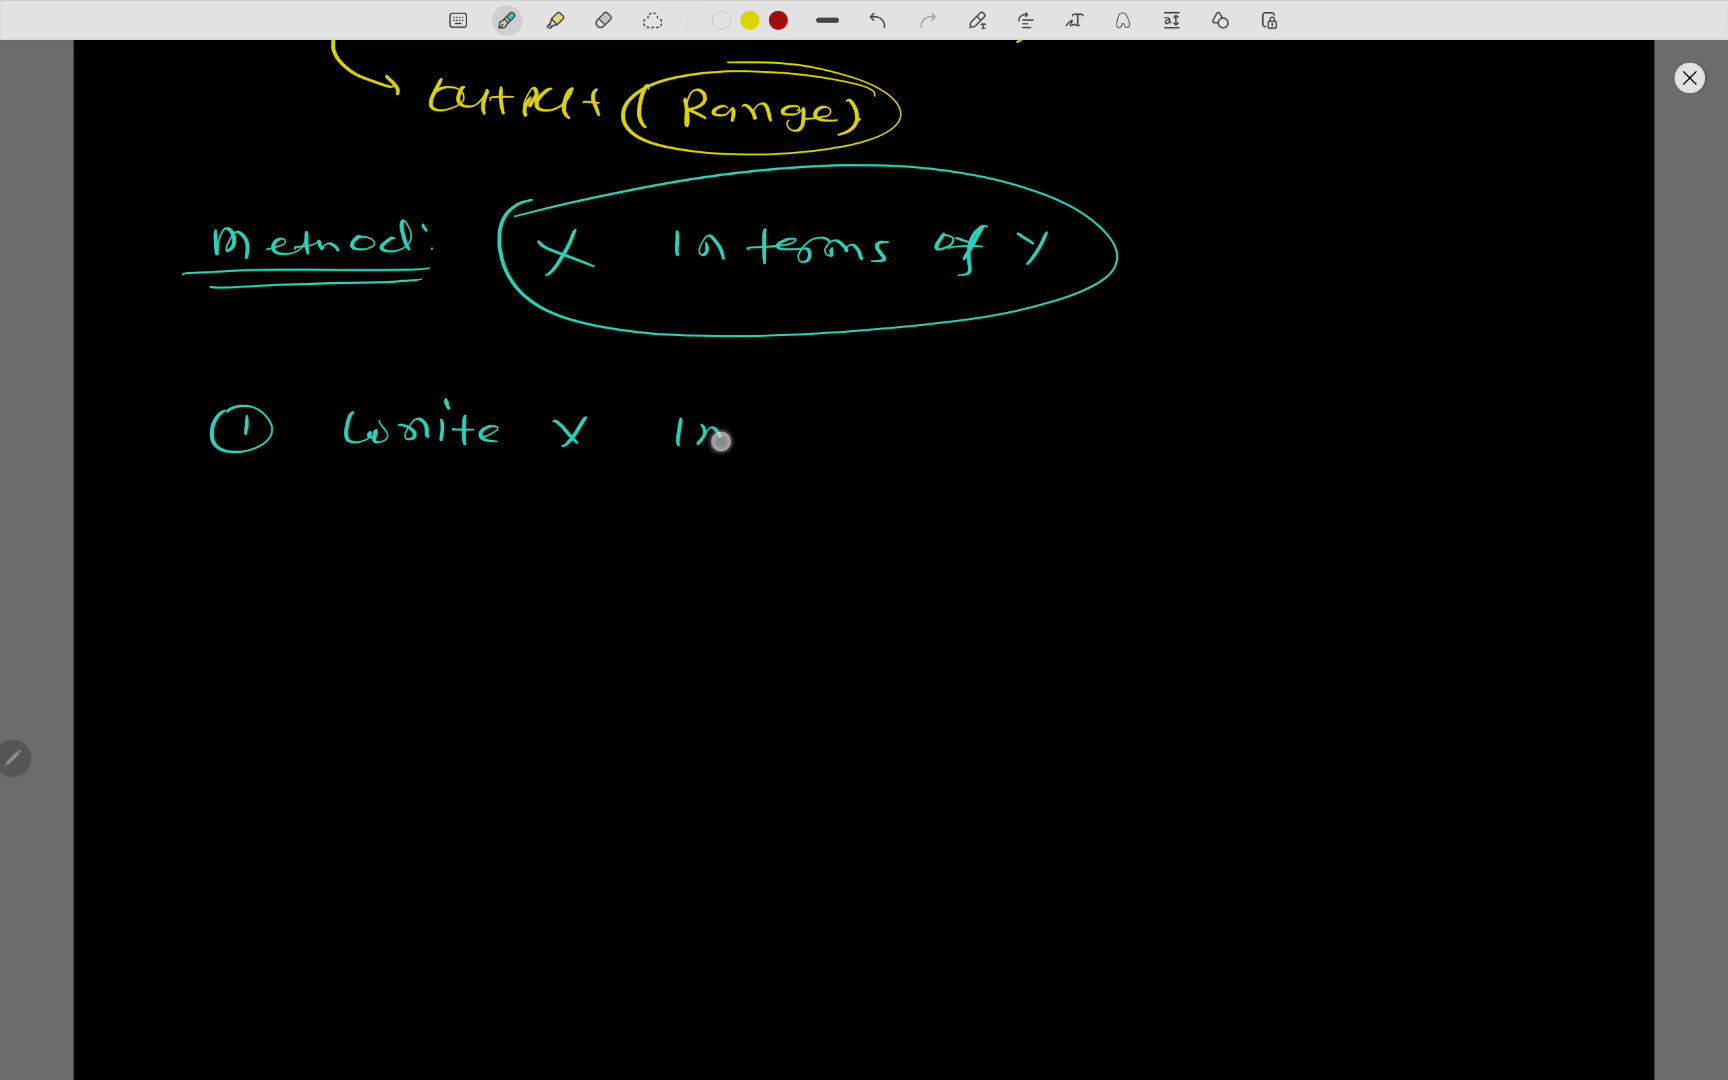 output (Range)
Method: X In terms of y
① Write x In